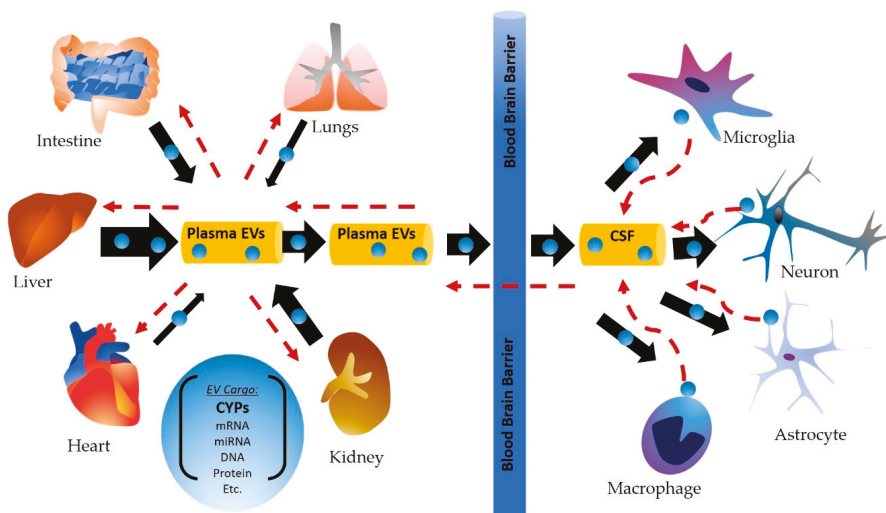 Intestine
Lungs
Blood Brain Barrier
Microglia
Liver
Plasma EVs
Plasma EVs
CSF
Neuron
Heart
EV Cargo:
CYPs
mRNA
miRNA
DNA
Protein
Etc.
Kidney
Blood Brain Barrier
Macrophage
Astrocyte